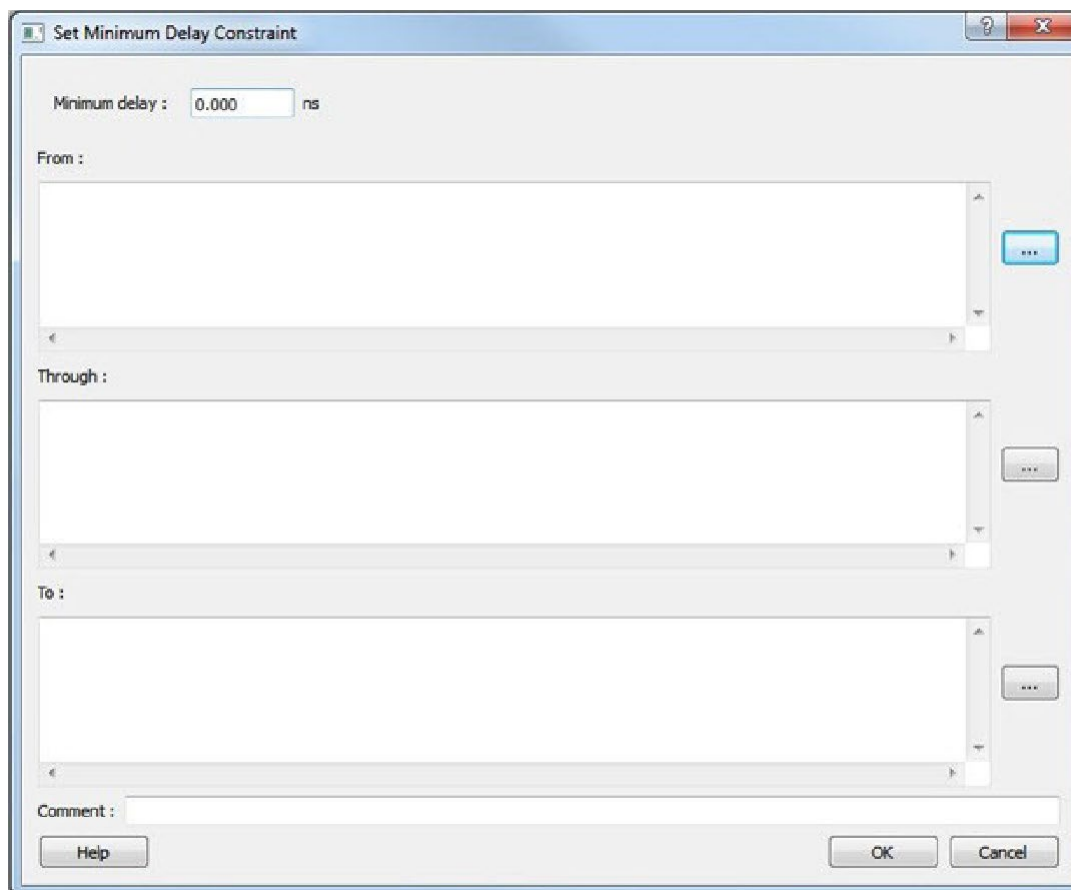 Set Minimum Delay Constraint
?
Minimum delay : 0.000 ns
From :
...
Through :
...
To :
...
Comment :
Help OK Cancel